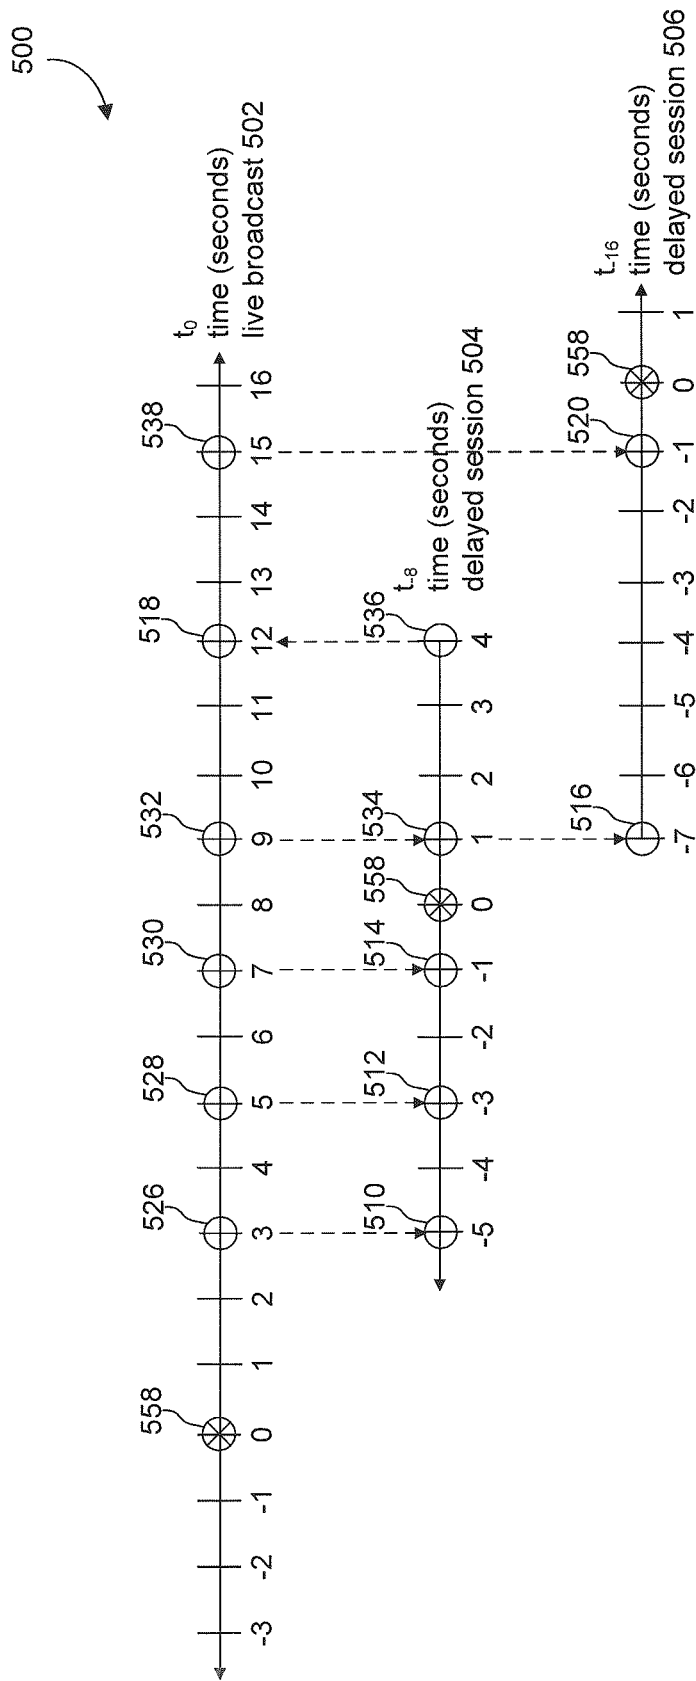 500
558
526
528
530
532
518
538
-3 -2 -1 0 1 2 3 4 5 6 7 8 9 10 11 12 13 14 15 16
t0
time (seconds)
live broadcast 502
510
512
514
558
534
536
-5 -4 -3 -2 -1 0 1 2 3 4
t-8
time (seconds)
delayed session 504
516
520
558
-7 -6 -5 -4 -3 -2 -1 0 1
t-16
time (seconds)
delayed session 506